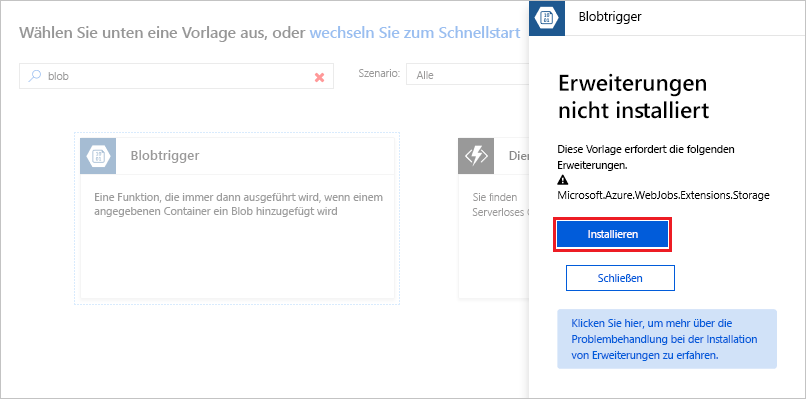 Wählen Sie unten eine Vorlage aus, oder wechseln Sie zum Schnellstart
blob
Szenario:
Alle
Blobtrigger
Eine Funktion, die immer dann ausgeführt wird, wenn einem
angegebenen Container ein Blob hinzugefügt wird
Sie finden
Serverloses
Blobtrigger
Erweiterungen
nicht installiert
Diese Vorlage erfordert die folgenden
Erweiterungen.
Microsoft.Azure.WebJobs.Extensions.Storage
Installieren
Schließen
Klicken Sie hier, um mehr über die
Problembehandlung bei der Installation
von Erweiterungen zu erfahren.